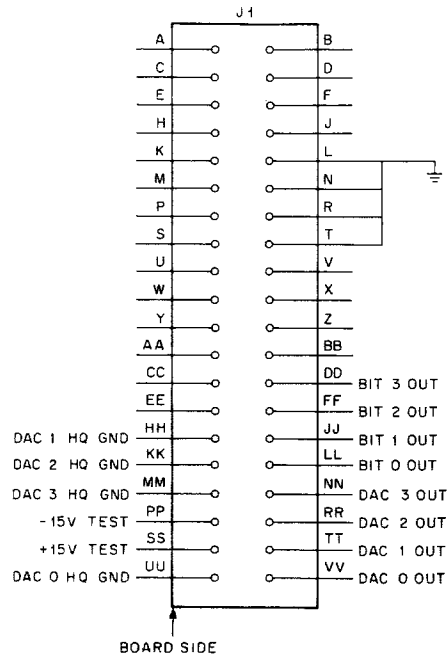 J1
A B
C D
E F
H J
K L
M N
P R
S T
U V
W X
Y Z
AA BB
CC DD BIT 3 OUT
EE FF BIT 2 OUT
DAC 1 HQ GND HH JJ BIT 1 OUT
DAC 2 HQ GND KK LL BIT 0 OUT
DAC 3 HQ GND MM NN DAC 3 OUT
-15V TEST PP RR DAC 2 OUT
+15V TEST SS TT DAC 1 OUT
DAC 0 HQ GND UU VV DAC 0 OUT
BOARD SIDE